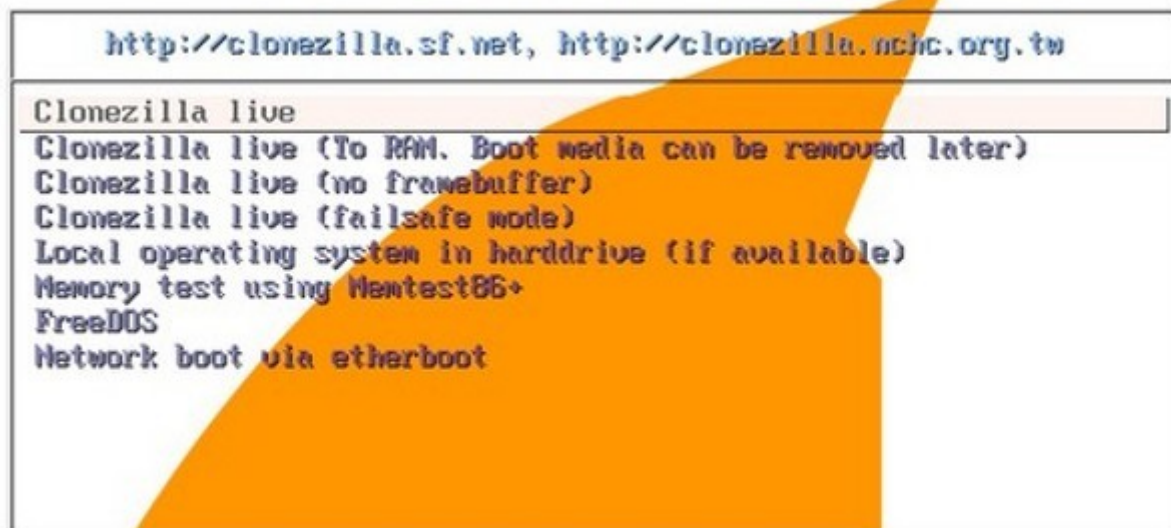 http://clonezilla.sf.net, http://clonezilla.nchc.org.tw
Clonezilla live
Clonezilla live (To RAM. Boot media can be removed later)
Clonezilla live (no framebuffer)
Clonezilla live (failsafe mode)
Local operating system in harddrive (if available)
Memory test using Memtest86+
FreeDOS
Network boot via etherboot